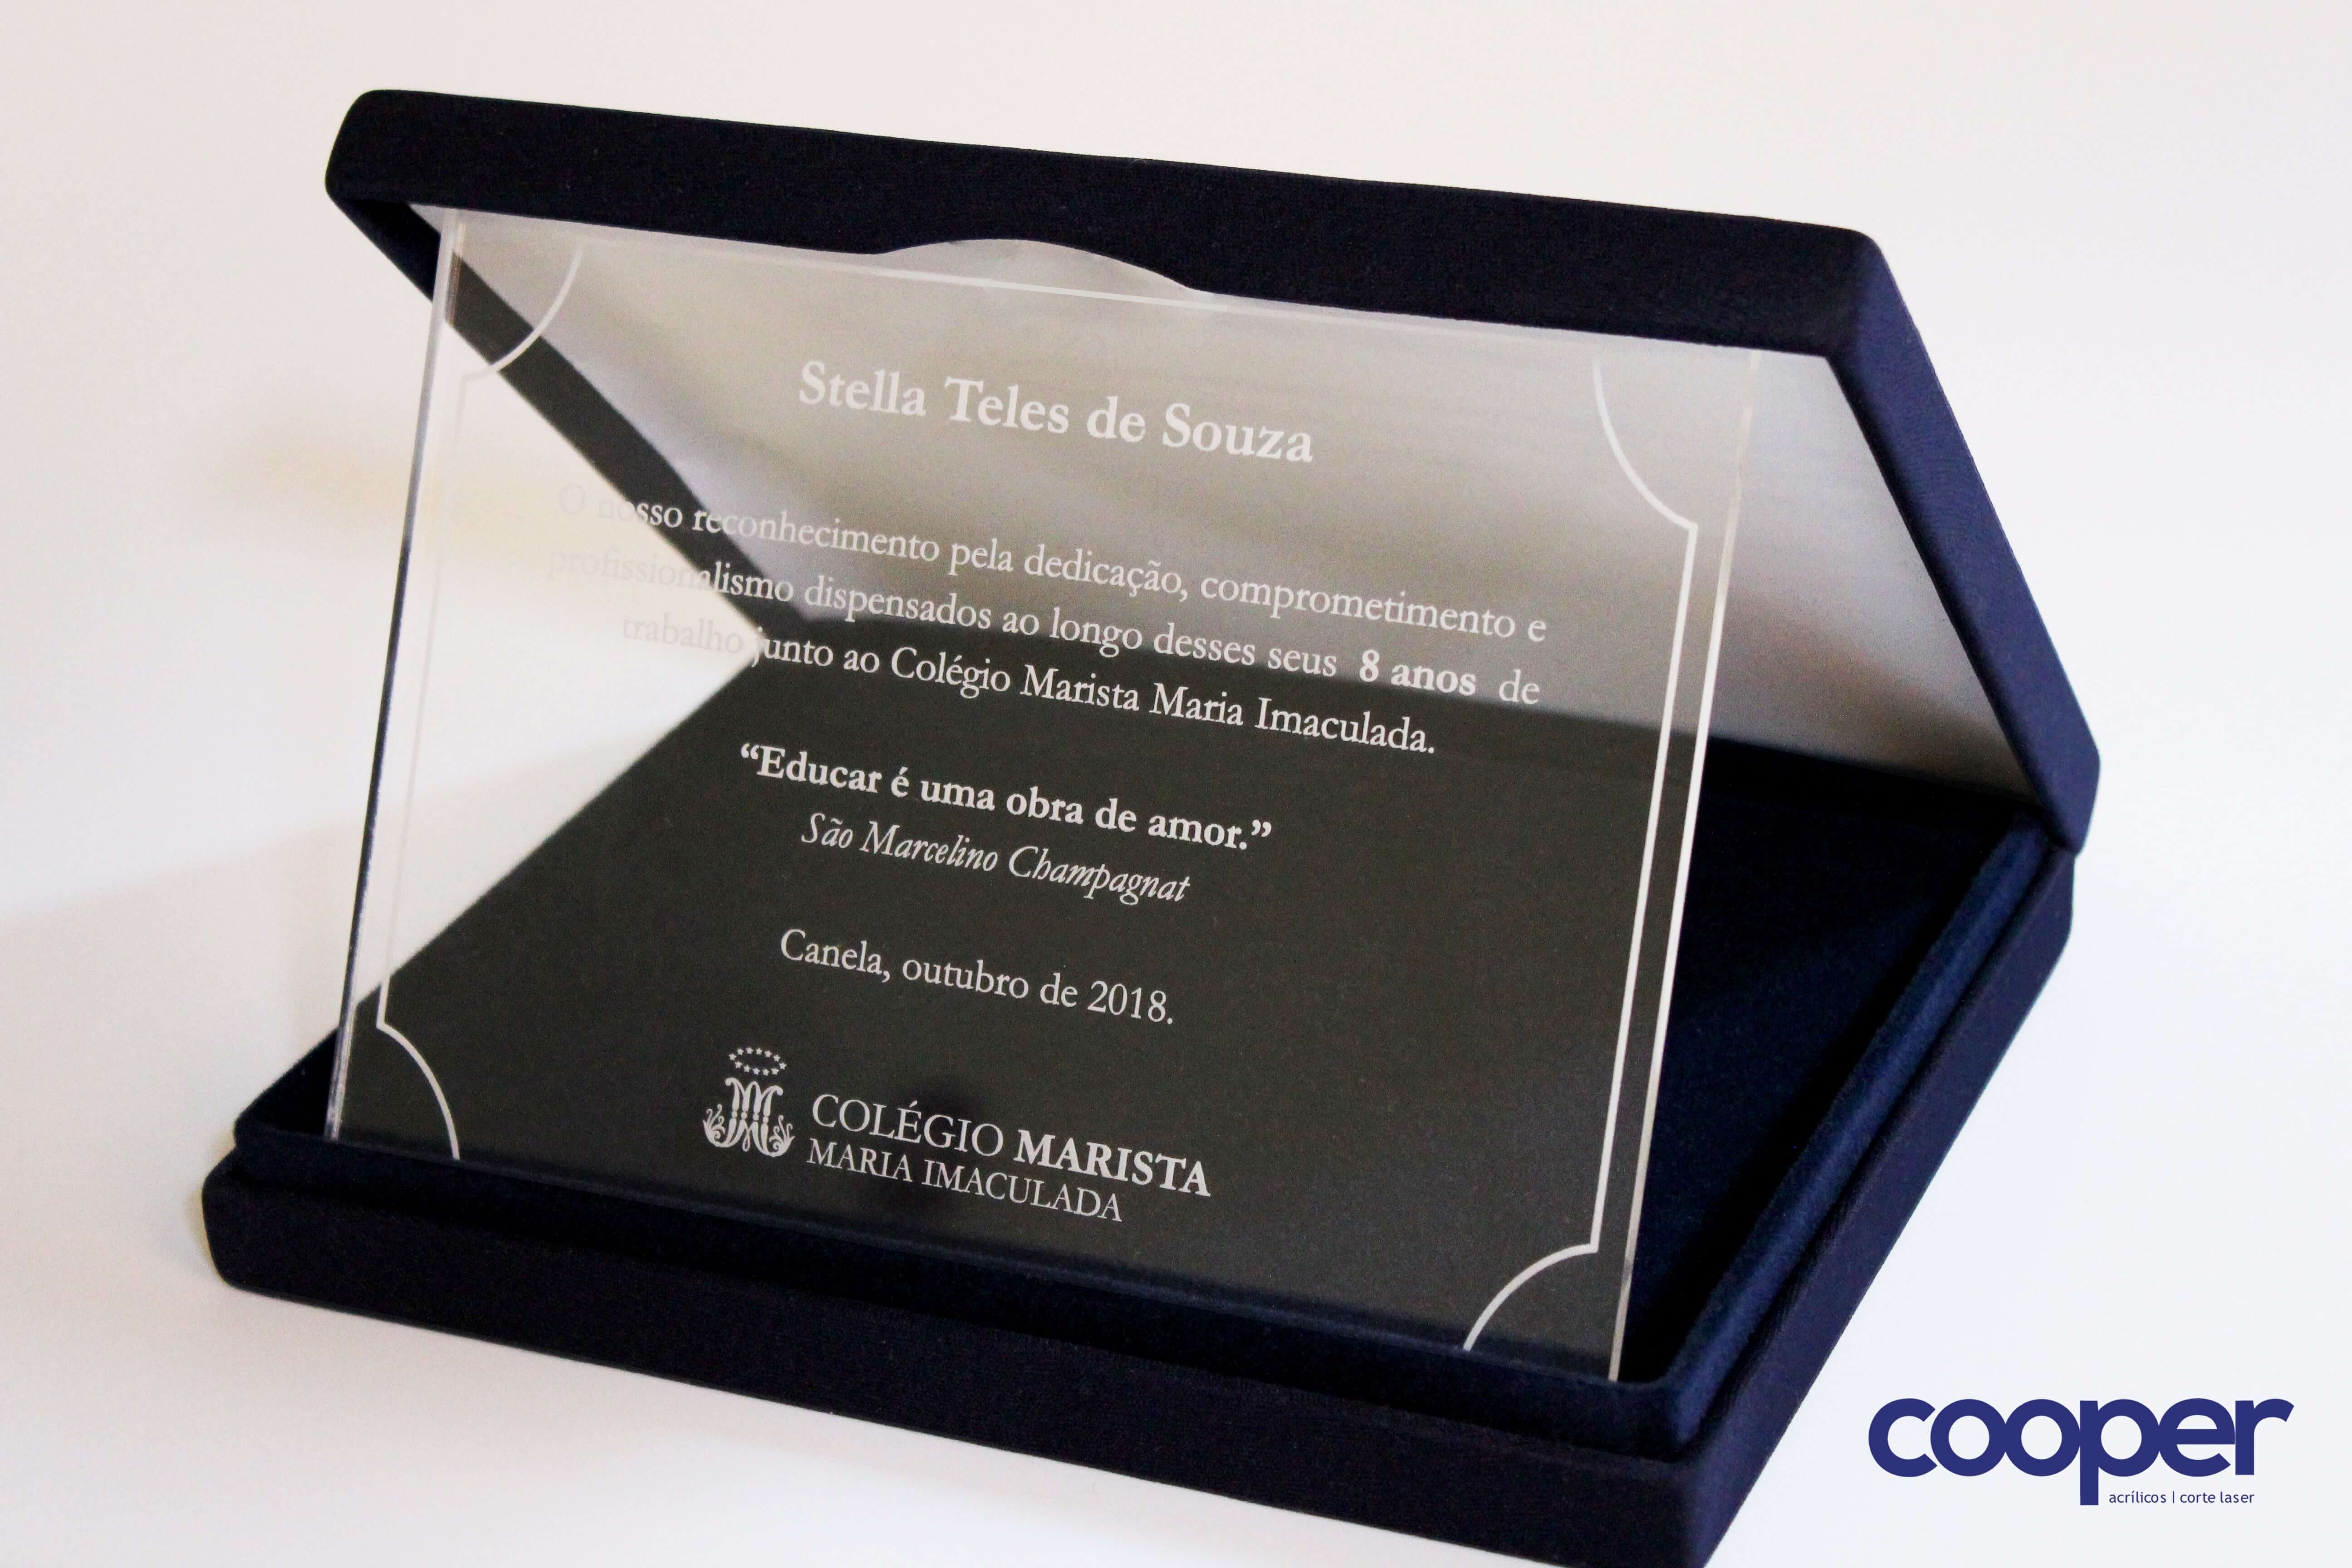 Stella Teles de Souza
O nosso reconhecimento pela dedicação, comprometimento e
profissionalismo dispensados ao longo desses seus 8 anos de
trabalho junto ao Colégio Marista Maria Imaculada.
“Educar é uma obra de amor.”
São Marcelino Champagnat
Canela, outubro de 2018.
COLÉGIO MARISTA
MARIA IMACULADA
cooper
acrílicos | corte laser